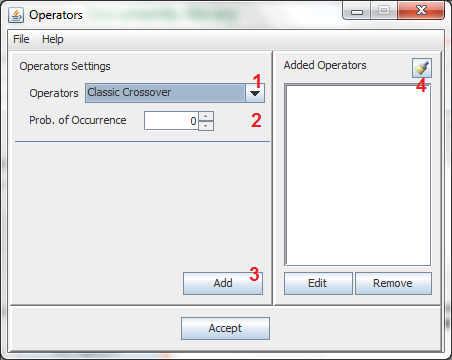 Operators
File Help
Operators Settings
Added Operators
1
Operators Classic Crossover
4
Prob. of Occurrence 0 2
3
Add
Edit Remove
Accept